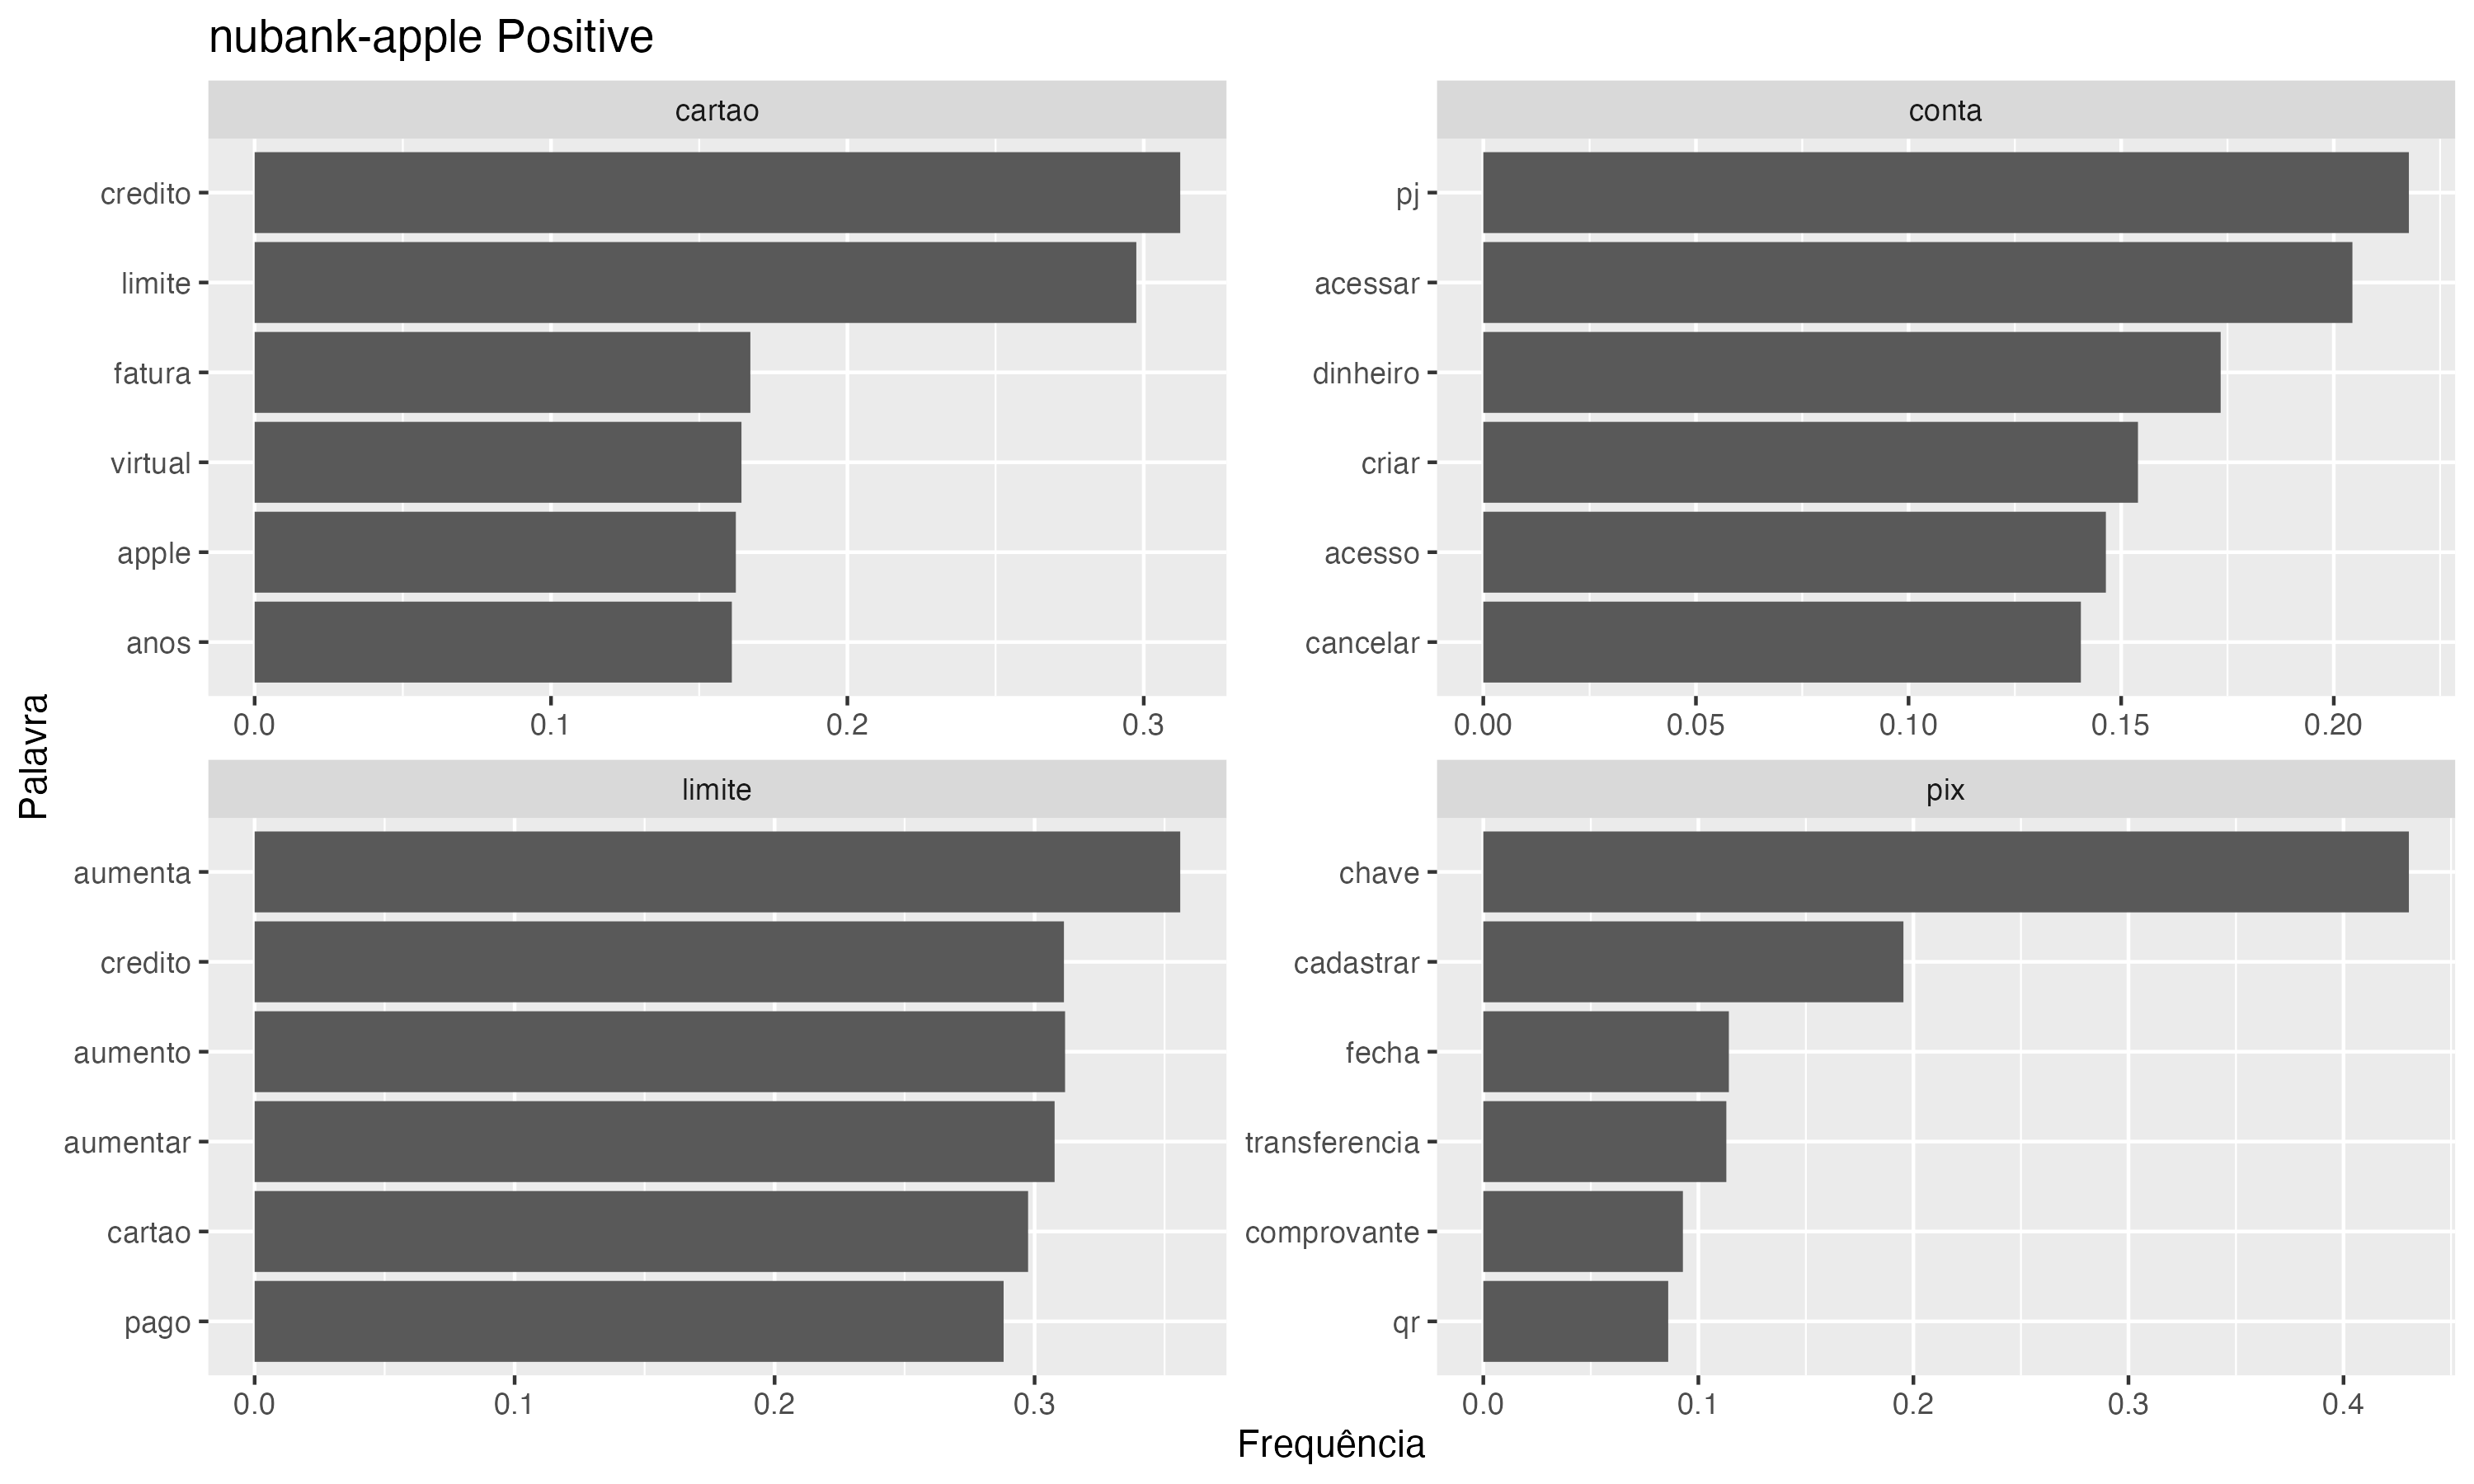 nubank-apple Positive
cartao
credito
limite
fatura
virtual
apple
anos
0.0 0.1 0.2 0.3
conta
pj
acessar
dinheiro
criar
acesso
cancelar
0.00 0.05 0.10 0.15 0.20
limite
aumenta
credito
aumento
aumentar
cartao
pago
0.0 0.1 0.2 0.3
pix
chave
cadastrar
fecha
transferencia
comprovante
qr
0.0 0.1 0.2 0.3 0.4
Palavra
Frequência